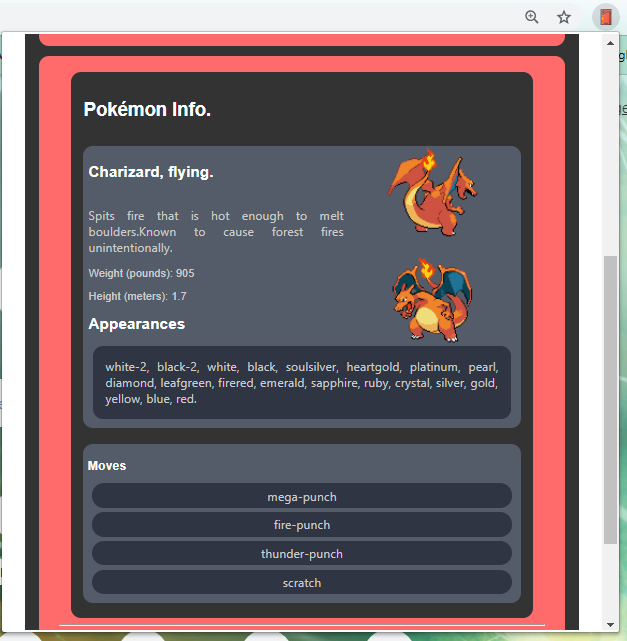 Pokémon Info.
Charizard, flying.
Spits fire that is hot enough to melt
boulders.Known to cause forest fires
unintentionally.
Weight (pounds): 905
Height (meters): 1.7
Appearances
white-2, black-2, white, black, soulsilver, heartgold, platinum, pearl,
diamond, leafgreen, firered, emerald, sapphire, ruby, crystal, silver, gold,
yellow, blue, red.
Moves
mega-punch
fire-punch
thunder-punch
scratch